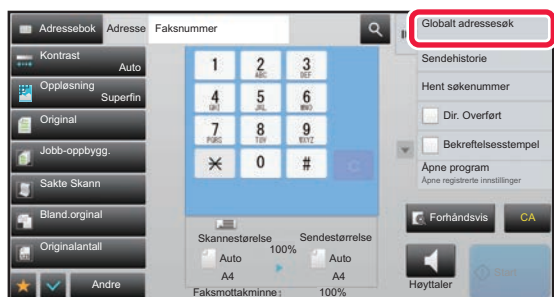 Adressebok
Adresse
Faksnummer
Kontrast
Auto
Oppløsning
Superfin
Original
Jobb-oppbygg.
Sakte Skann
Bland.orginal
Originalantall
Andre
1
2
ABC
3
DEF
4
GHI
5
JKL
6
MNO
7
PQRS
8
TUV
9
WXYZ
0
#
C
Skannestørelse
100%
Sendestørrelse
Auto
A4
Auto
A4
Faksmottakminne:
100%
Globalt adressesøk
Sendehistorie
Hent søkenummer
Dir. Overført
Bekreftelsesstempel
Åpne program
Åpne registrerte innstillinger
Forhåndsvis
CA
Høyttaler
Start